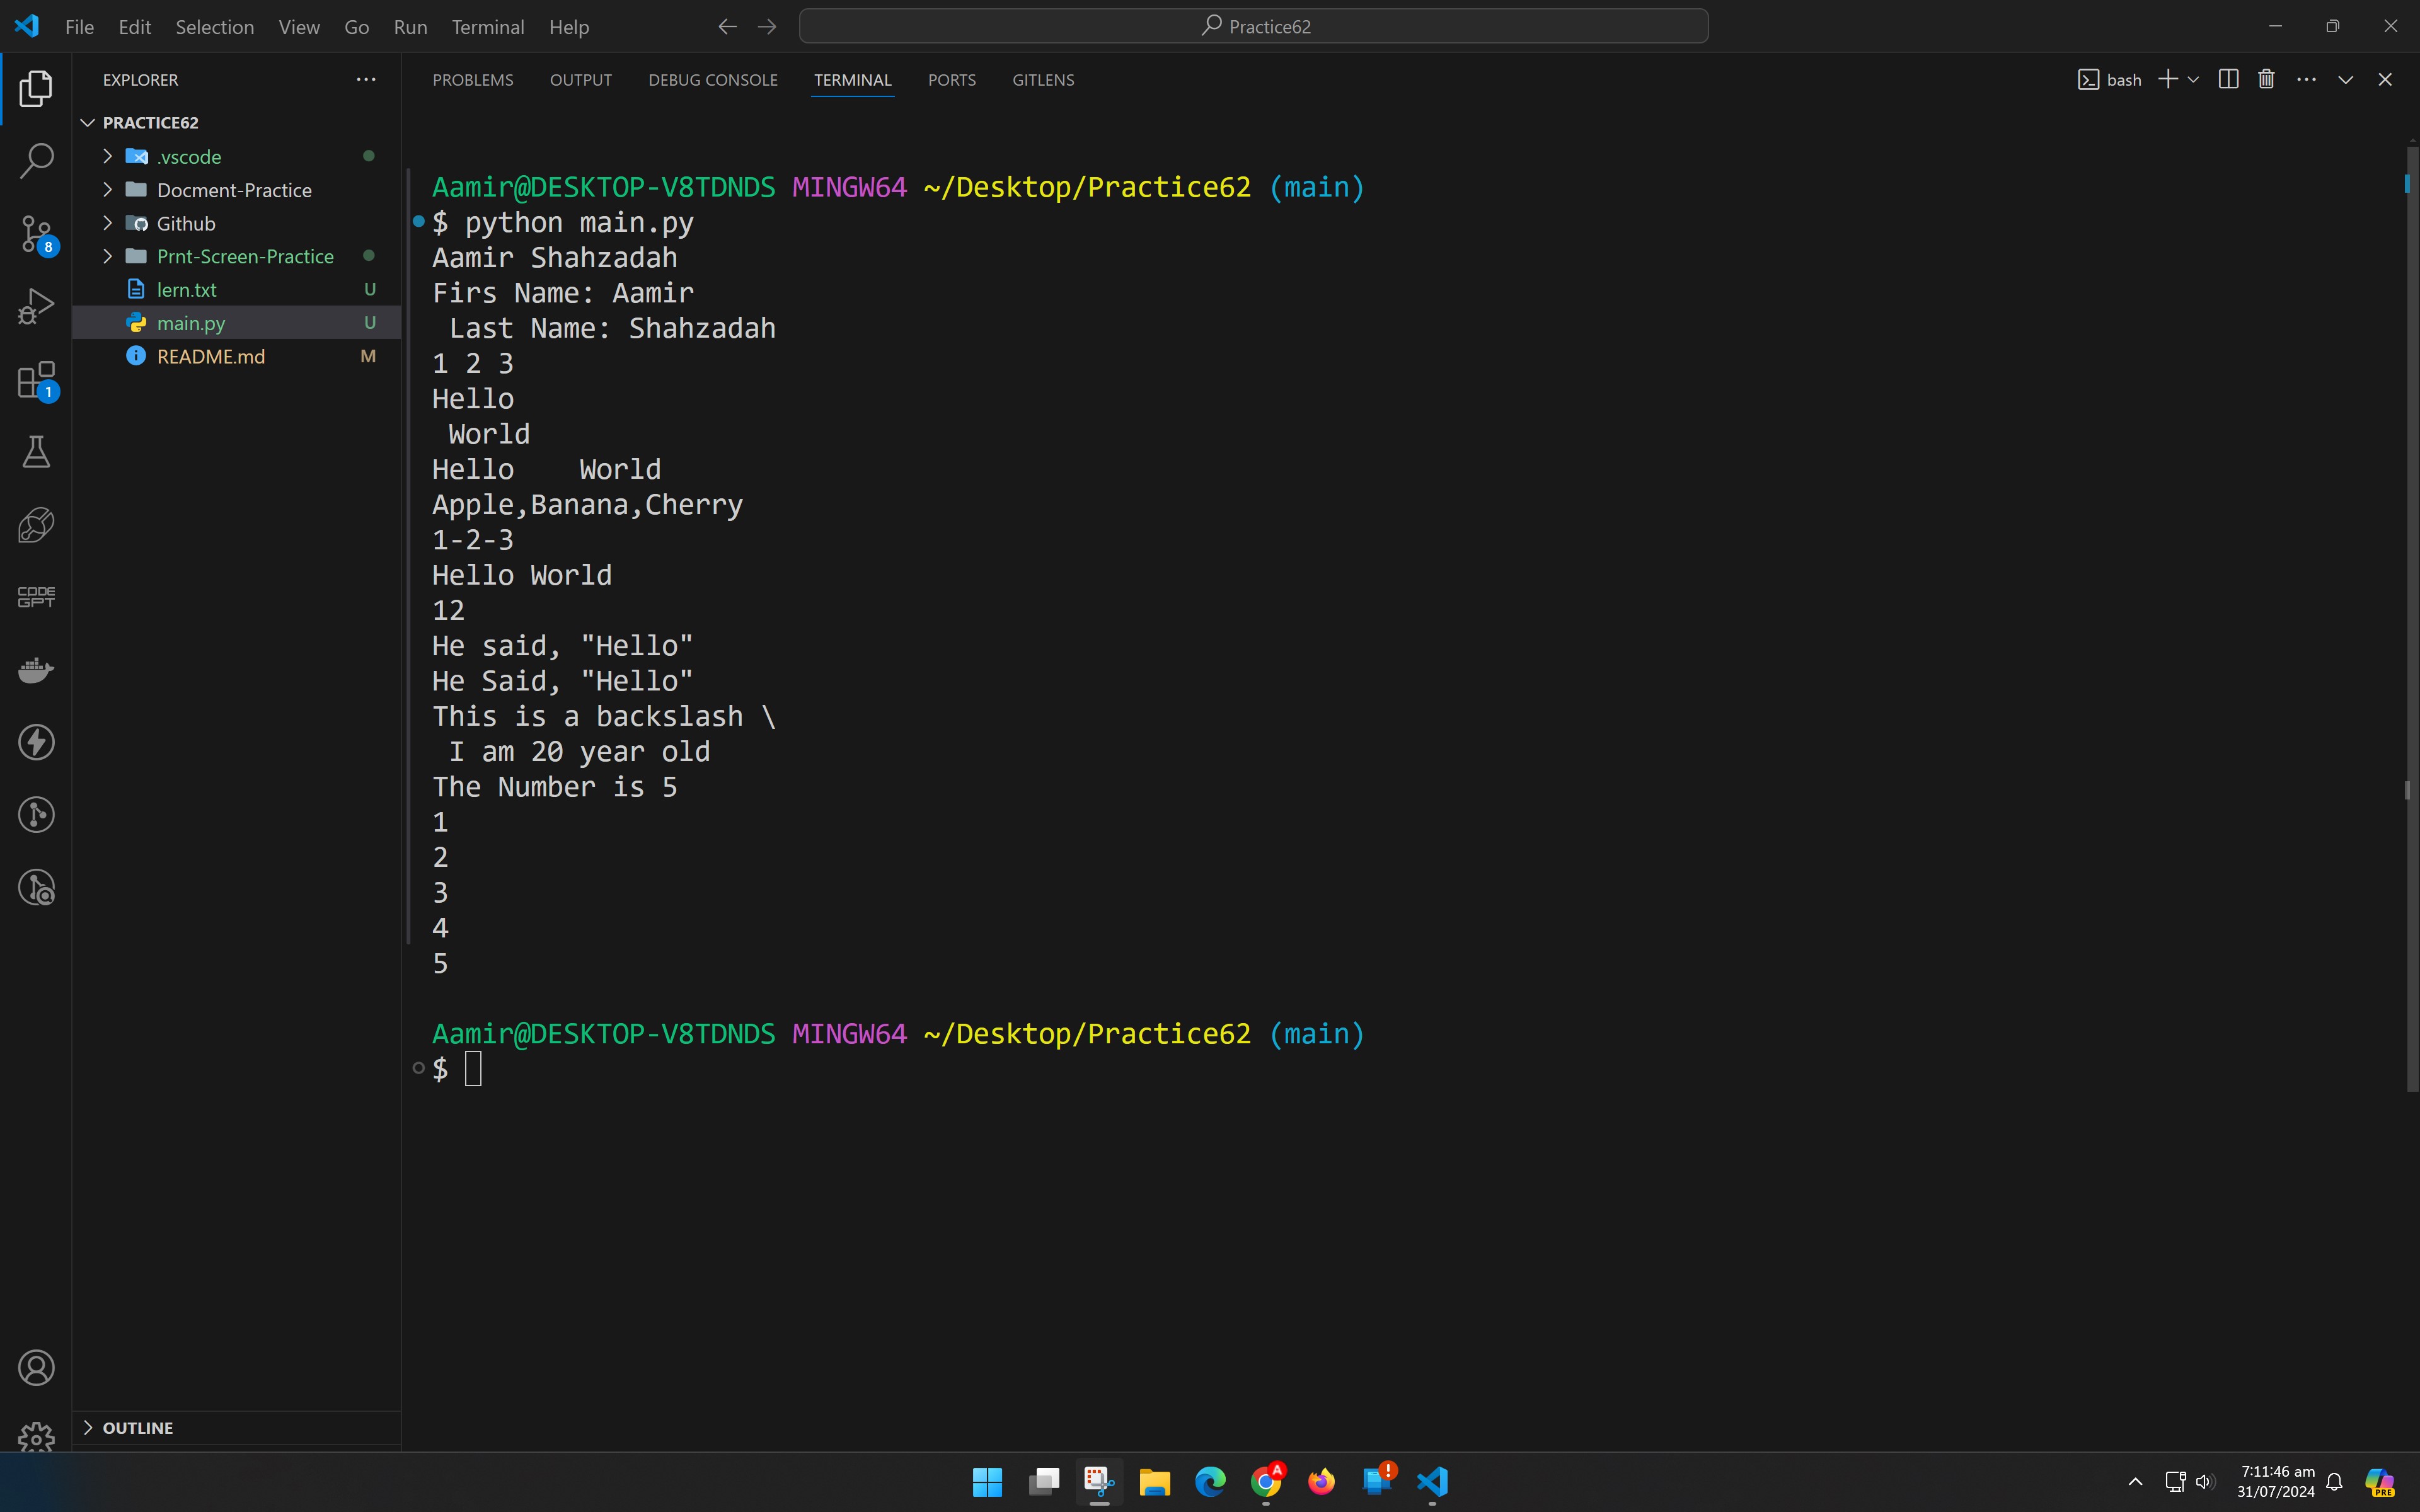 File Edit Selection View Go Run Terminal Help Practice62
EXPLORER
PRACTICE62
.vscode
Docment-Practice
Github
Prnt-Screen-Practice
lern.txt U
main.py U
README.md M
8
1
CODE
GPT
OUTLINE
PROBLEMS OUTPUT DEBUG CONSOLE TERMINAL PORTS GITLENS bash
Aamir@DESKTOP-V8TDNDS MINGW64 ~/Desktop/Practice62 (main)
$ python main.py
Aamir Shahzadah
Firs Name: Aamir
 Last Name: Shahzadah
1 2 3
Hello
 World
Hello    World
Apple,Banana,Cherry
1-2-3
Hello World
12
He said, "Hello"
He Said, "Hello"
This is a backslash \
 I am 20 year old
The Number is 5
1
2
3
4
5
Aamir@DESKTOP-V8TDNDS MINGW64 ~/Desktop/Practice62 (main)
$
A
!
7:11:46 am
31/07/2024
PRE